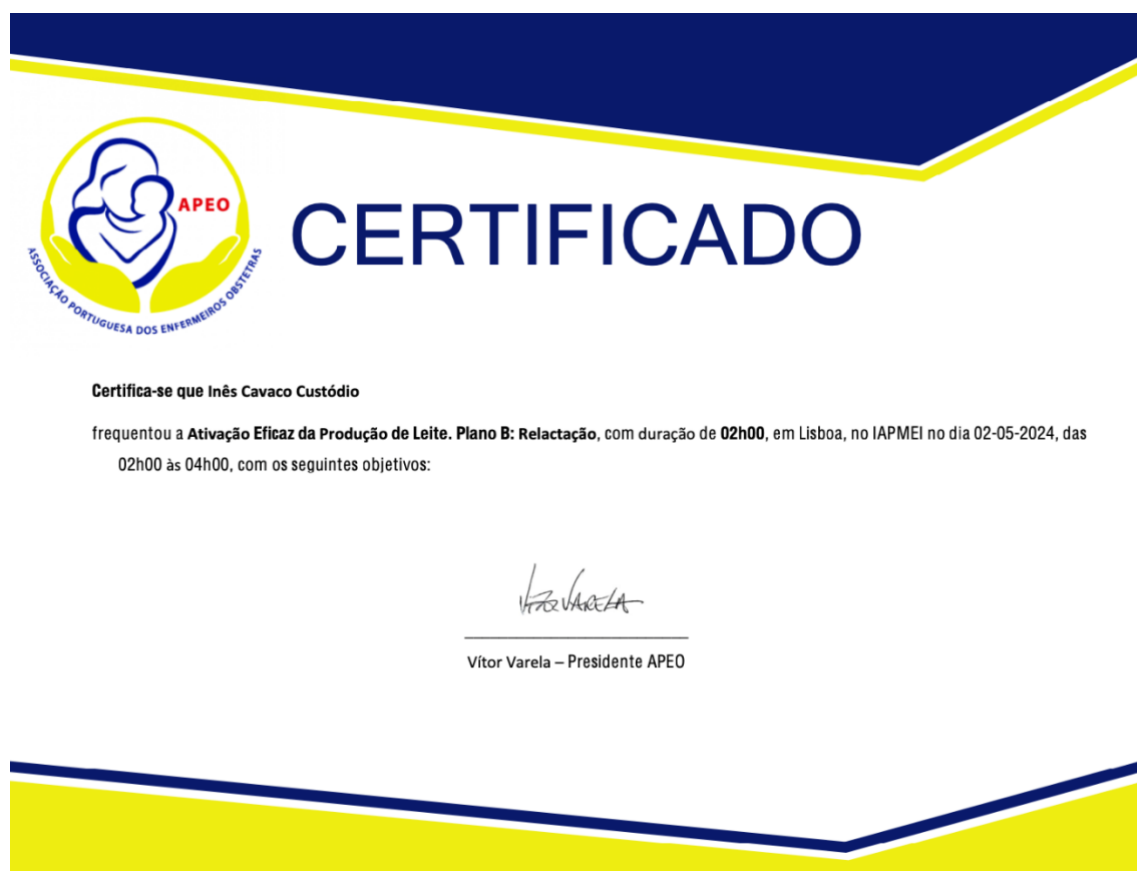 APEO
ASSOCIAÇÃO PORTUGUESA DOS ENFERMEIROS OBSTETRAS
CERTIFICADO
Certifica-se que Inês Cavaco Custódio
frequentou a Ativação Eficaz da Produção de Leite. Plano B: Relactação, com duração de 02h00, em Lisboa, no IAPMEI no dia 02-05-2024, das
02h00 às 04h00, com os seguintes objetivos:
Vítor Varela
Vítor Varela – Presidente APEO